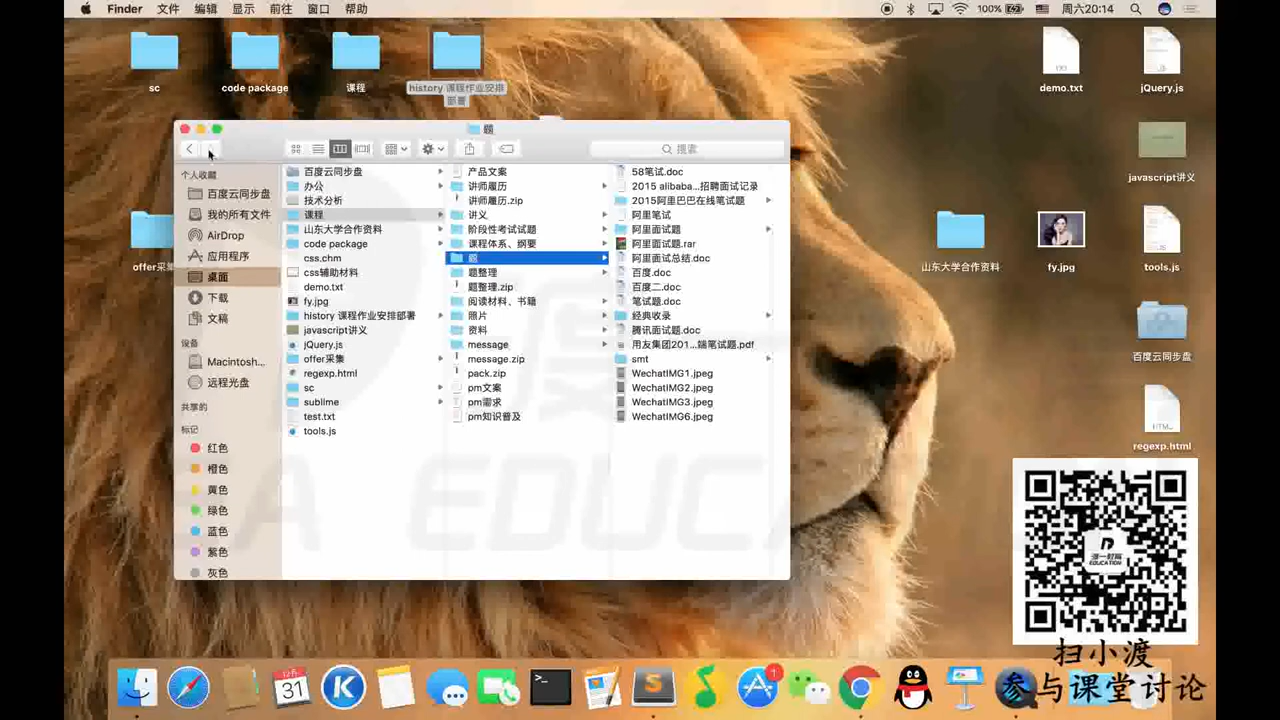 Finder 文件 编辑 显示 前往 窗口 帮助
100% 周六20:14
sc
code package
课程
history 课程作业安排
部署
demo.txt
jQuery.js
TXT
JS
题
搜索
个人收藏
百度云同步盘
我的所有文件
AirDrop
应用程序
桌面
下载
文稿
设备
Macintosh...
远程光盘
共享的
标记
红色
橙色
黄色
绿色
蓝色
紫色
灰色
百度云同步盘
办公
技术分析
课程
山东大学合作资料
code package
css.chm
css辅助材料
demo.txt
fy.jpg
history 课程作业安排部署
javascript讲义
jQuery.js
offer采集
regexp.html
sc
sublime
test.txt
tools.js
产品文案
讲师履历
讲师履历.zip
讲义
阶段性考试试题
课程体系、纲要
题
题整理
题整理.zip
阅读材料、书籍
照片
资料
message
message.zip
pack.zip
pm文案
pm需求
pm知识普及
58笔试.doc
2015 alibaba...招聘面试记录
2015阿里巴巴在线笔试题
阿里笔试
阿里面试题
阿里面试题.rar
阿里面试总结.doc
百度.doc
百度二.doc
笔试题.doc
经典收录
腾讯面试题.doc
用友集团201...端笔试题.pdf
smt
WechatIMG1.jpeg
WechatIMG2.jpeg
WechatIMG3.jpeg
WechatIMG6.jpeg
offer采集
javascript讲义
山东大学合作资料
fy.jpg
JS
tools.js
百度云同步盘
HTML
regexp.html
渡一教育
EDUCATION
扫小渡
参与课堂讨论
31
1